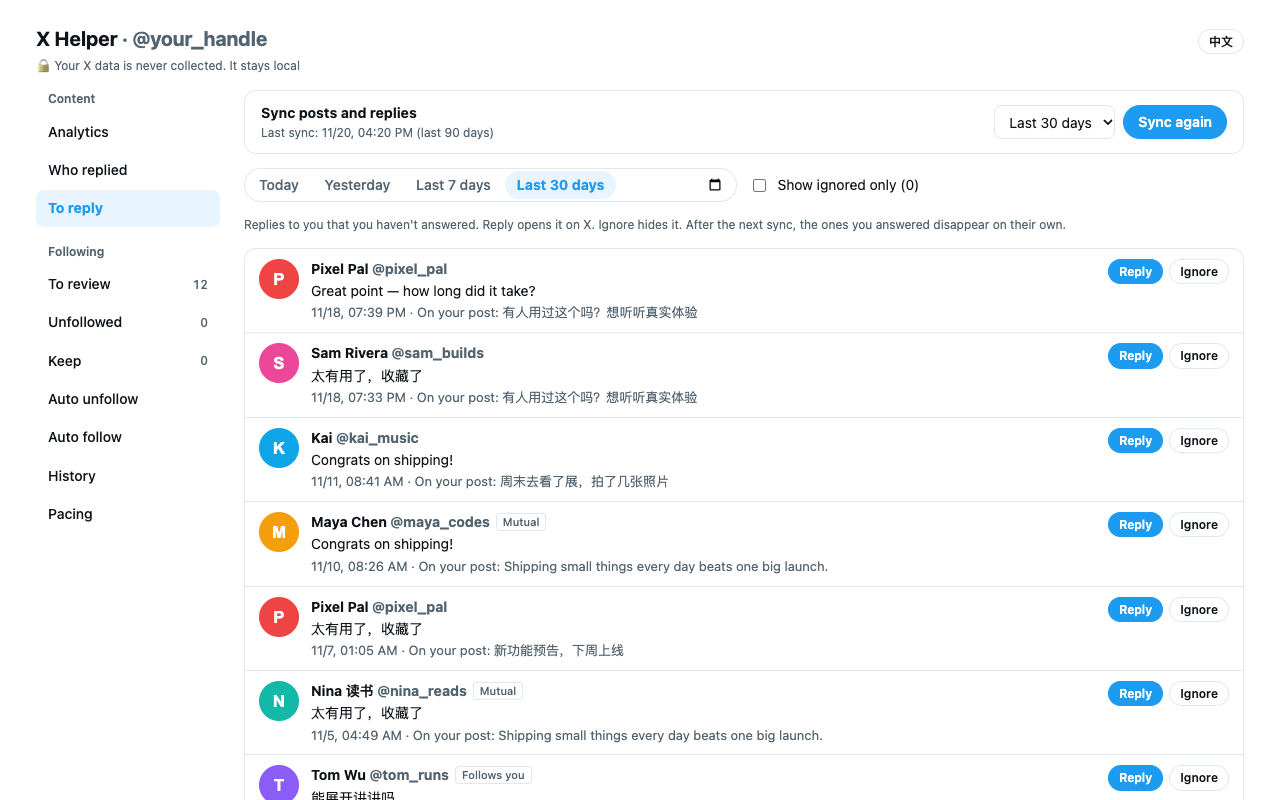 X Helper · @your_handle
中文
🔒 Your X data is never collected. It stays local
Content
Analytics
Who replied
To reply
Following
To review 12
Unfollowed 0
Keep 0
Auto unfollow
Auto follow
History
Pacing
Sync posts and replies
Last sync: 11/20, 04:20 PM (last 90 days)
Last 30 days
Sync again
Today Yesterday Last 7 days Last 30 days
Show ignored only (0)
Replies to you that you haven't answered. Reply opens it on X. Ignore hides it. After the next sync, the ones you answered disappear on their own.
P
Pixel Pal @pixel_pal
Great point — how long did it take?
11/18, 07:39 PM · On your post: 有人用过这个吗？想听听真实体验
Reply Ignore
S
Sam Rivera @sam_builds
太有用了，收藏了
11/18, 07:33 PM · On your post: 有人用过这个吗？想听听真实体验
Reply Ignore
K
Kai @kai_music
Congrats on shipping!
11/11, 08:41 AM · On your post: 周末去看了展，拍了几张照片
Reply Ignore
M
Maya Chen @maya_codes Mutual
Congrats on shipping!
11/10, 08:26 AM · On your post: Shipping small things every day beats one big launch.
Reply Ignore
P
Pixel Pal @pixel_pal
太有用了，收藏了
11/7, 01:05 AM · On your post: 新功能预告，下周上线
Reply Ignore
N
Nina 读书 @nina_reads Mutual
太有用了，收藏了
11/5, 04:49 AM · On your post: Shipping small things every day beats one big launch.
Reply Ignore
T
Tom Wu @tom_runs Follows you
能展开讲讲吗
Reply Ignore